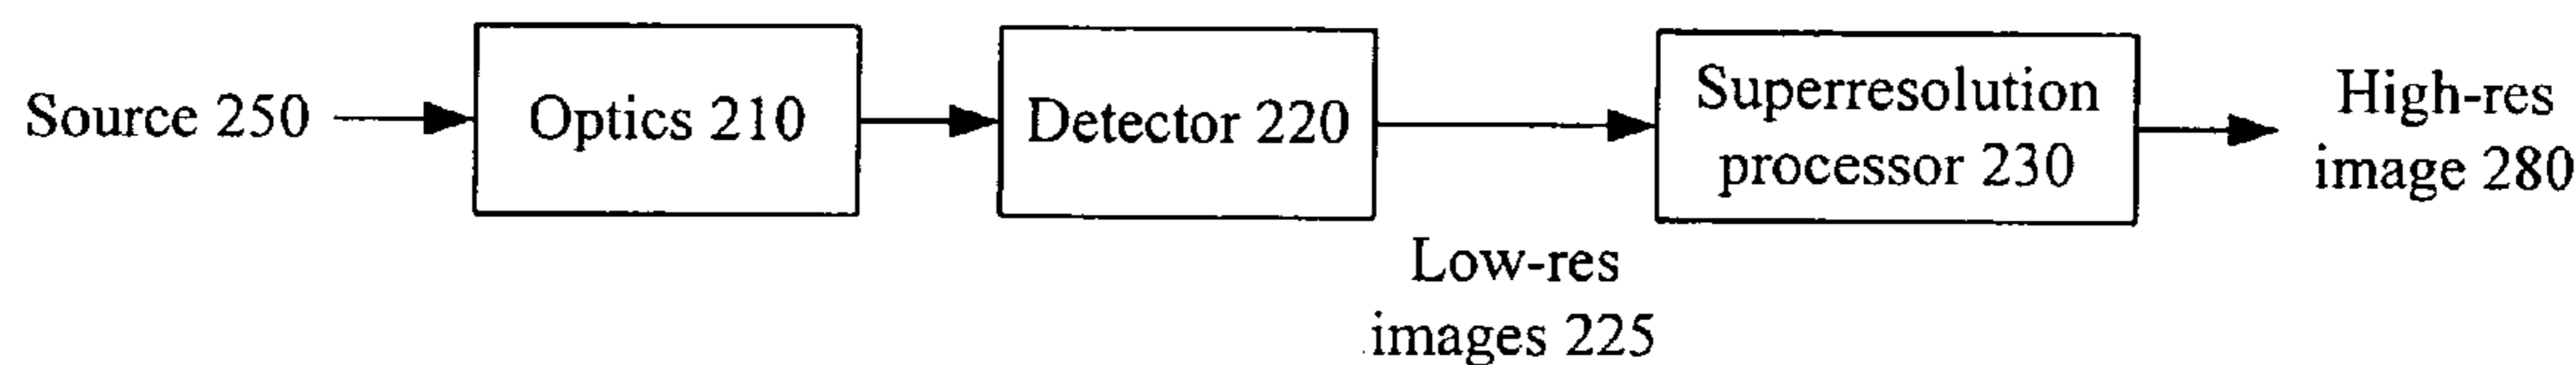 Source 250
Optics 210
Detector 220
Low-res
images 225
Superresolution
processor 230
High-res
image 280